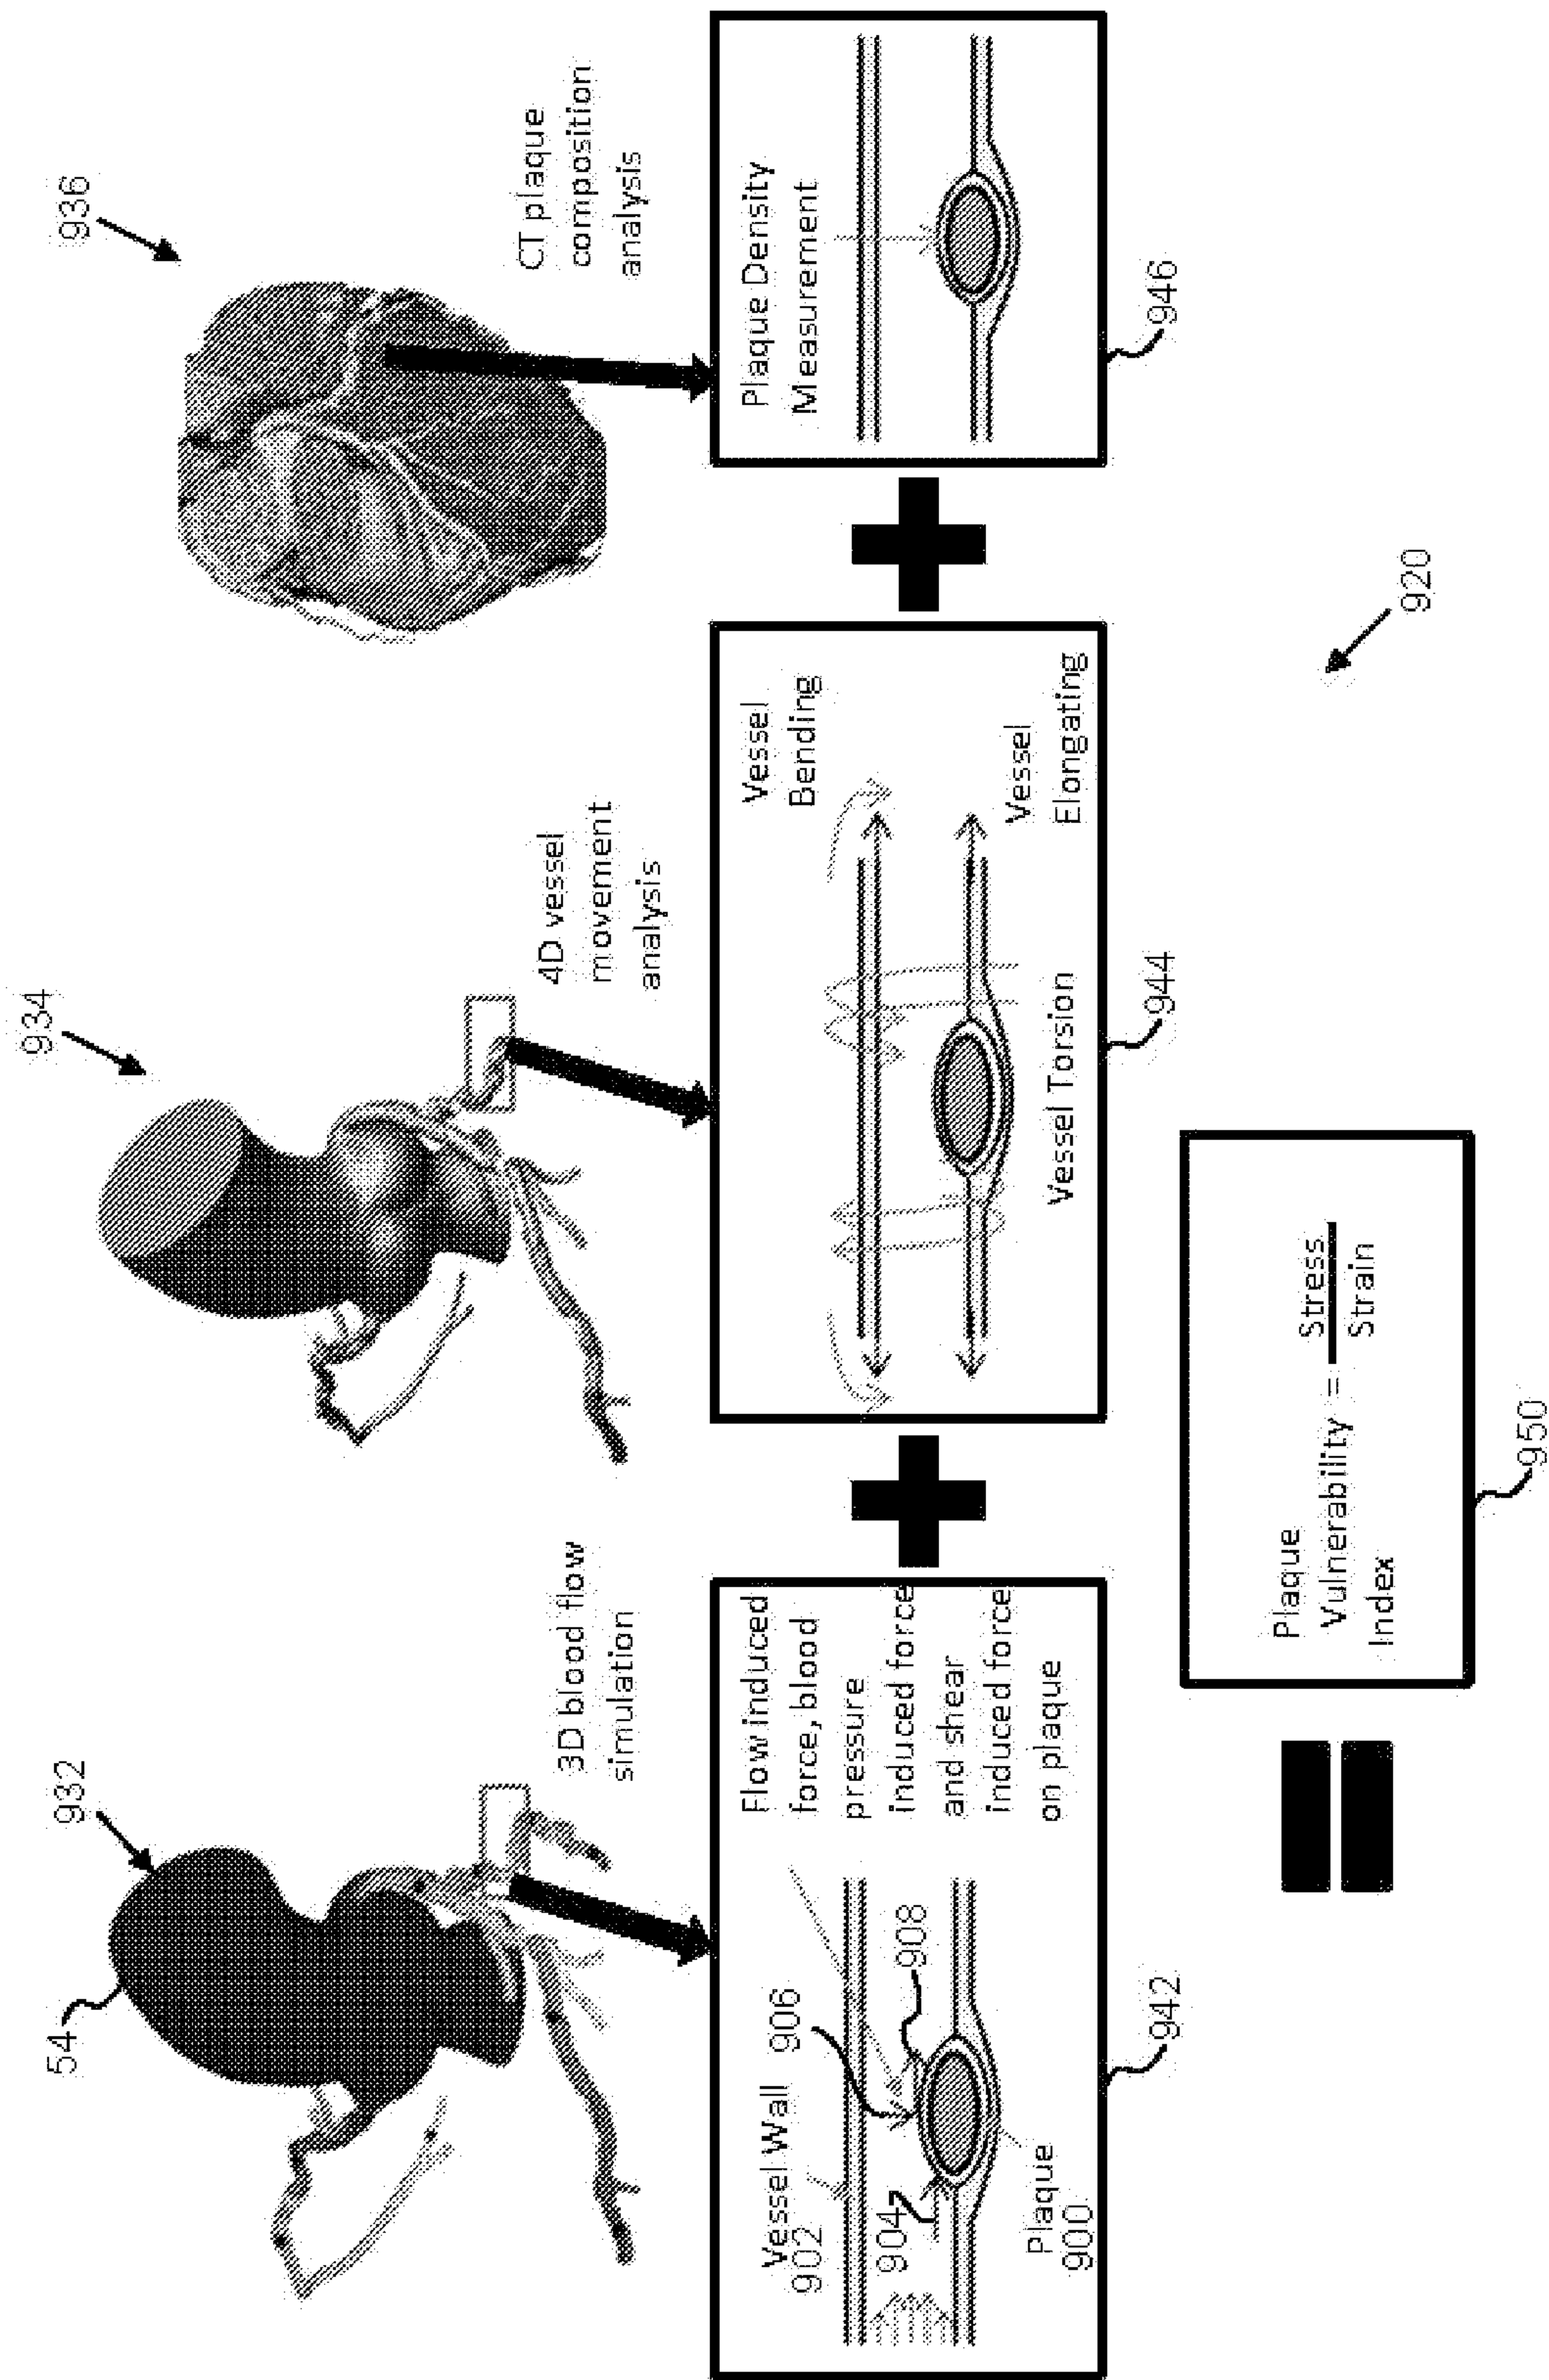 54
932
934
936
3D blood flow
simulation
4D vessel
movement
analysis
CT plaque
composition
analysis
Vessel Wall
902
906
908
904
Plaque
900
Flow induced
force, blood
pressure
induced force
and shear
induced force
on plaque
942
Vessel
Bending
Vessel Torsion
Vessel
Elongating
944
Plaque Density
Measurement
946
Plaque
Vulnerability = Stress
Index
Strain
950
920